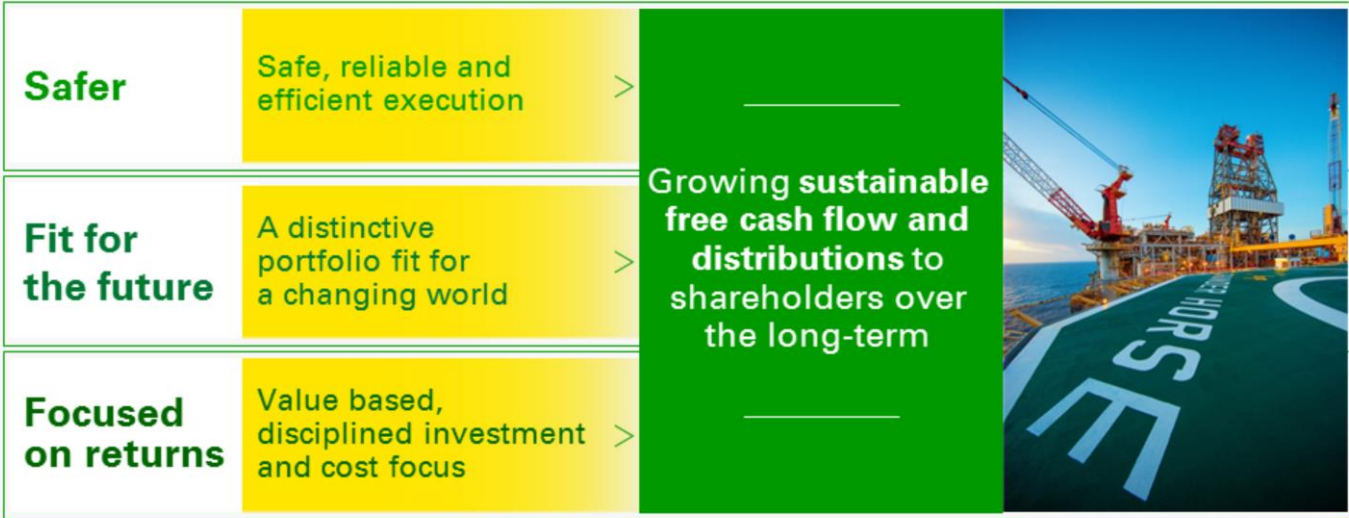 Safer
Safe, reliable and
efficient execution
>
Fit for
the future
A distinctive
portfolio fit for
a changing world
>
Focused
on returns
Value based,
disciplined investment
and cost focus
>
Growing sustainable
free cash flow and
distributions to
shareholders over
the long-term
HORSE